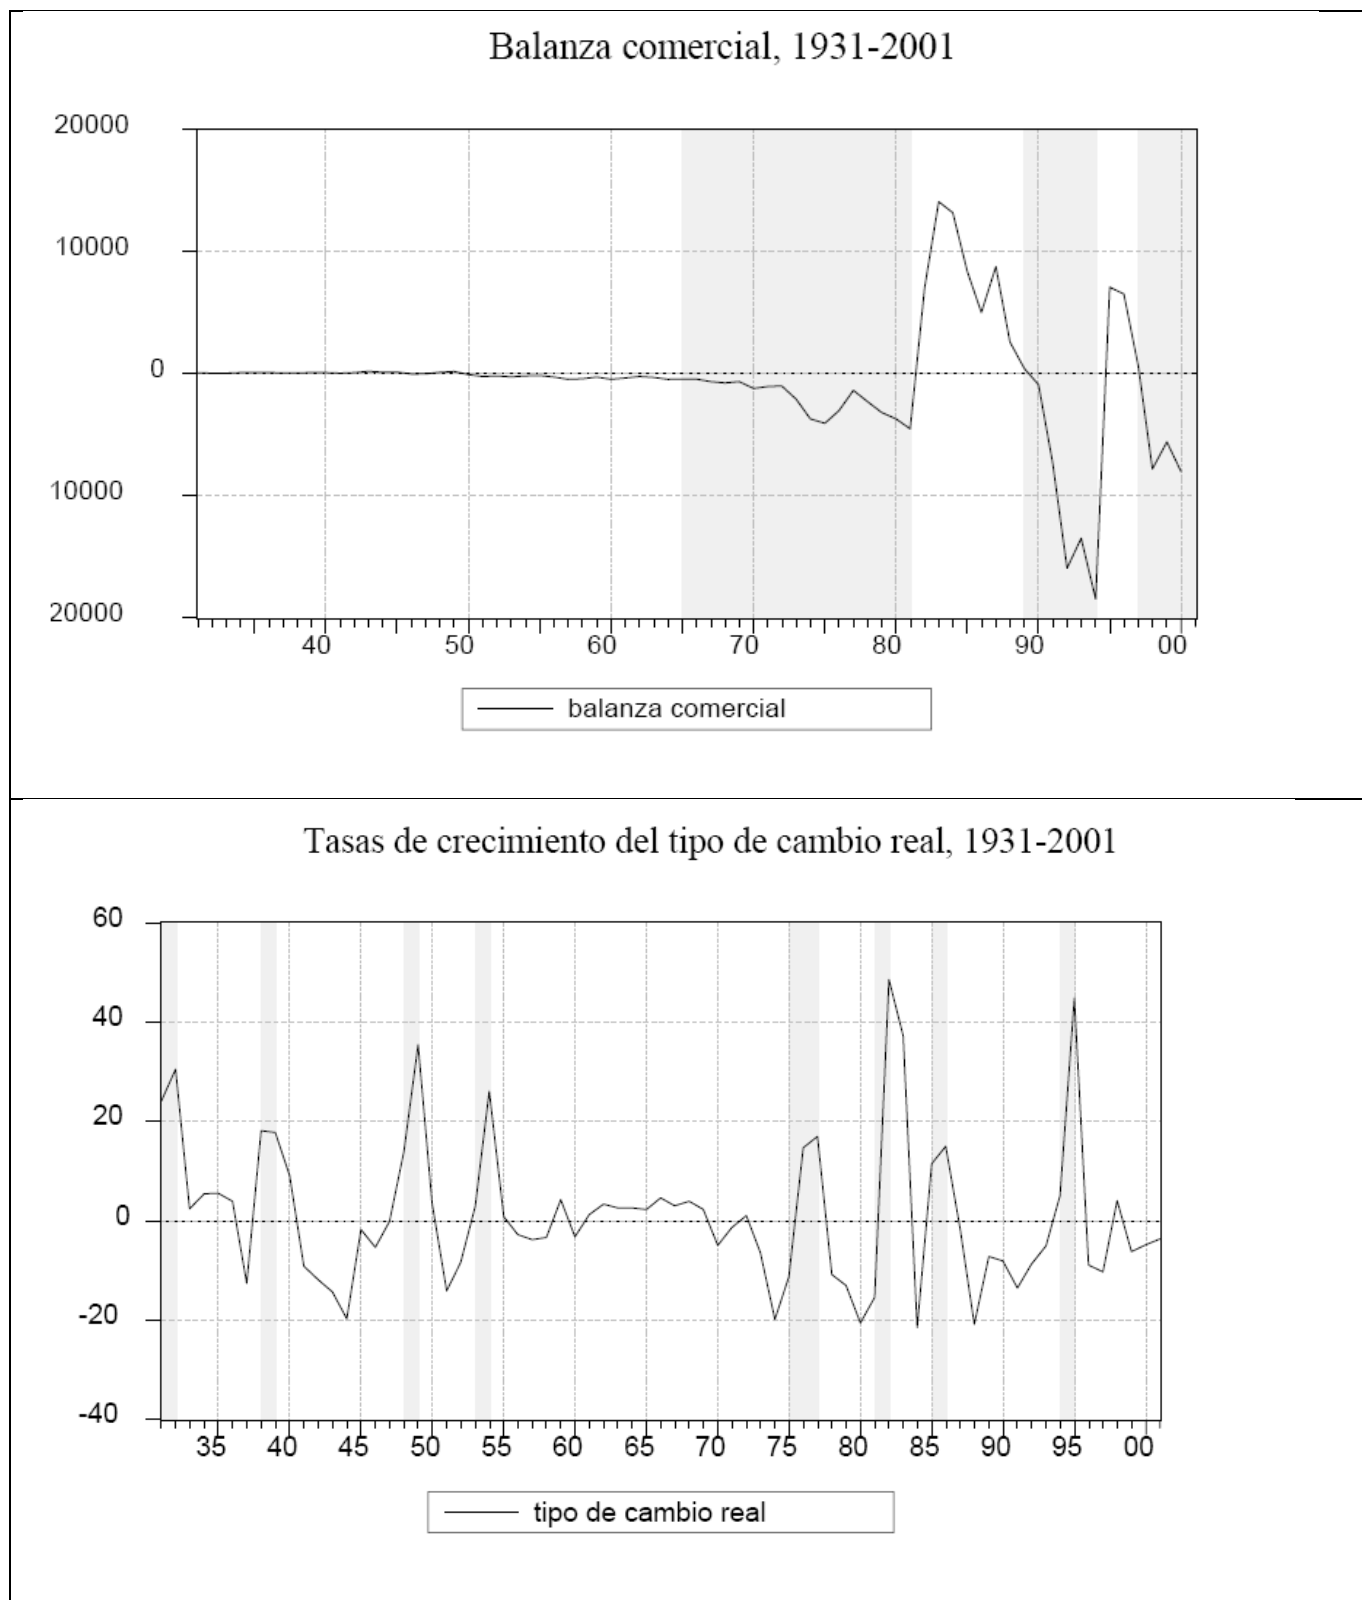 Balanza comercial, 1931-2001
20000
10000
0
10000
20000
40 50 60 70 80 90 00
balanza comercial
Tasas de crecimiento del tipo de cambio real, 1931-2001
60
40
20
0
-20
-40
35 40 45 50 55 60 65 70 75 80 85 90 95 00
tipo de cambio real